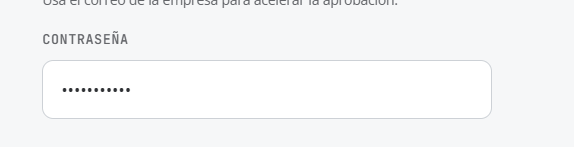 Usa el correo de la empresa para acelerar la aprobación.
CONTRASEÑA
•••••••••••